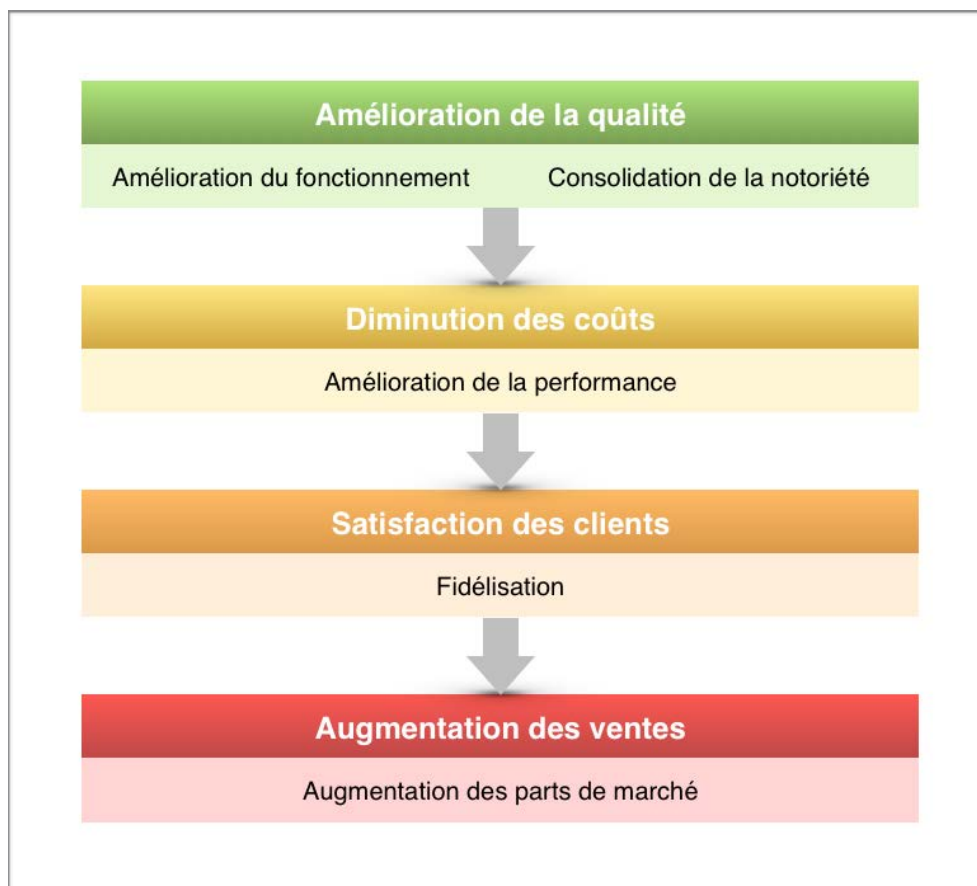 Amélioration de la qualité
Amélioration du fonctionnement Consolidation de la notoriété
Diminution des coûts
Amélioration de la performance
Satisfaction des clients
Fidélisation
Augmentation des ventes
Augmentation des parts de marché